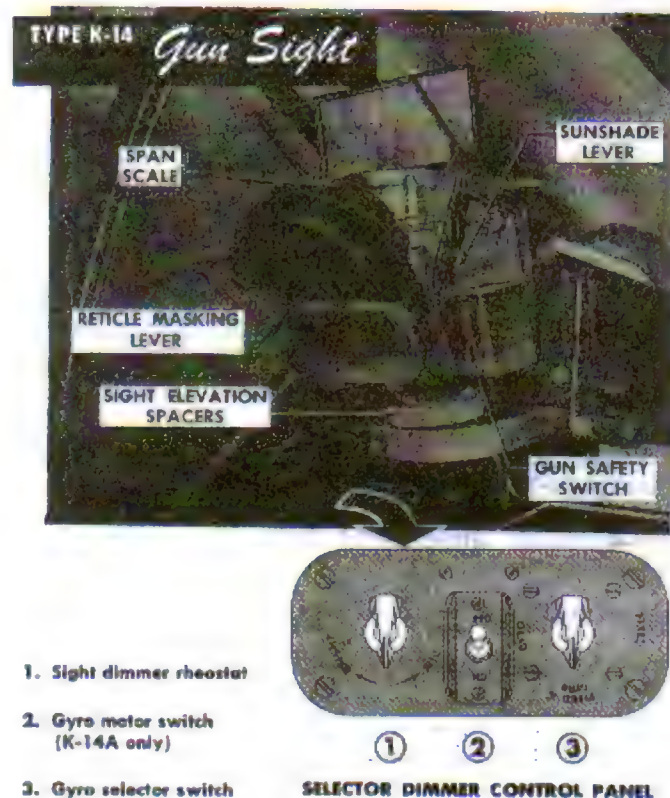 TYPE K-14 Gun Sight
SPAN
SCALE
SUNSHADE
LEVER
RETICLE MASKING
LEVER
SIGHT ELEVATION
SPACERS
GUN SAFETY
SWITCH
1. Sight dimmer rheostat
2. Gyro motor switch
(K-14A only)
3. Gyro selector switch
1 2 3
SELECTOR DIMMER CONTROL PANEL